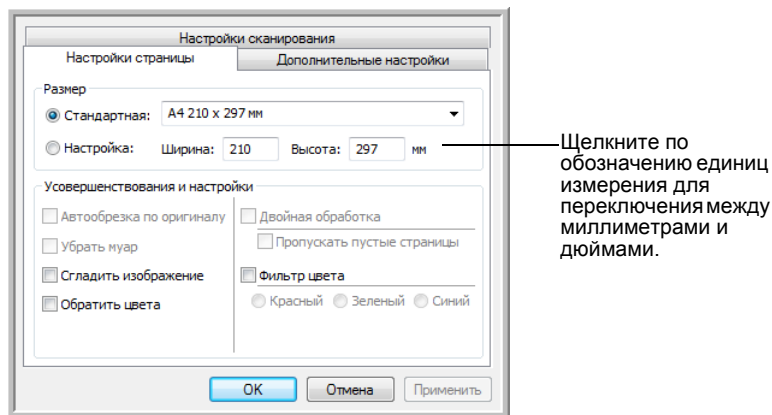 Настройки сканирования
Настройки страницы
Дополнительные настройки
Размер
Стандартная: A4 210 x 297 мм
Настройка: Ширина: 210 Высота: 297 мм
Щелкните по
обозначению единиц
измерения для
переключения между
миллиметрами и
дюймами.
Усовершенствования и настройки
Автообрезка по оригиналу
Убрать муар
Сгладить изображение
Обратить цвета
Двойная обработка
Пропускать пустые страницы
Фильтр цвета
Красный Зеленый Синий
OK Отмена Применить